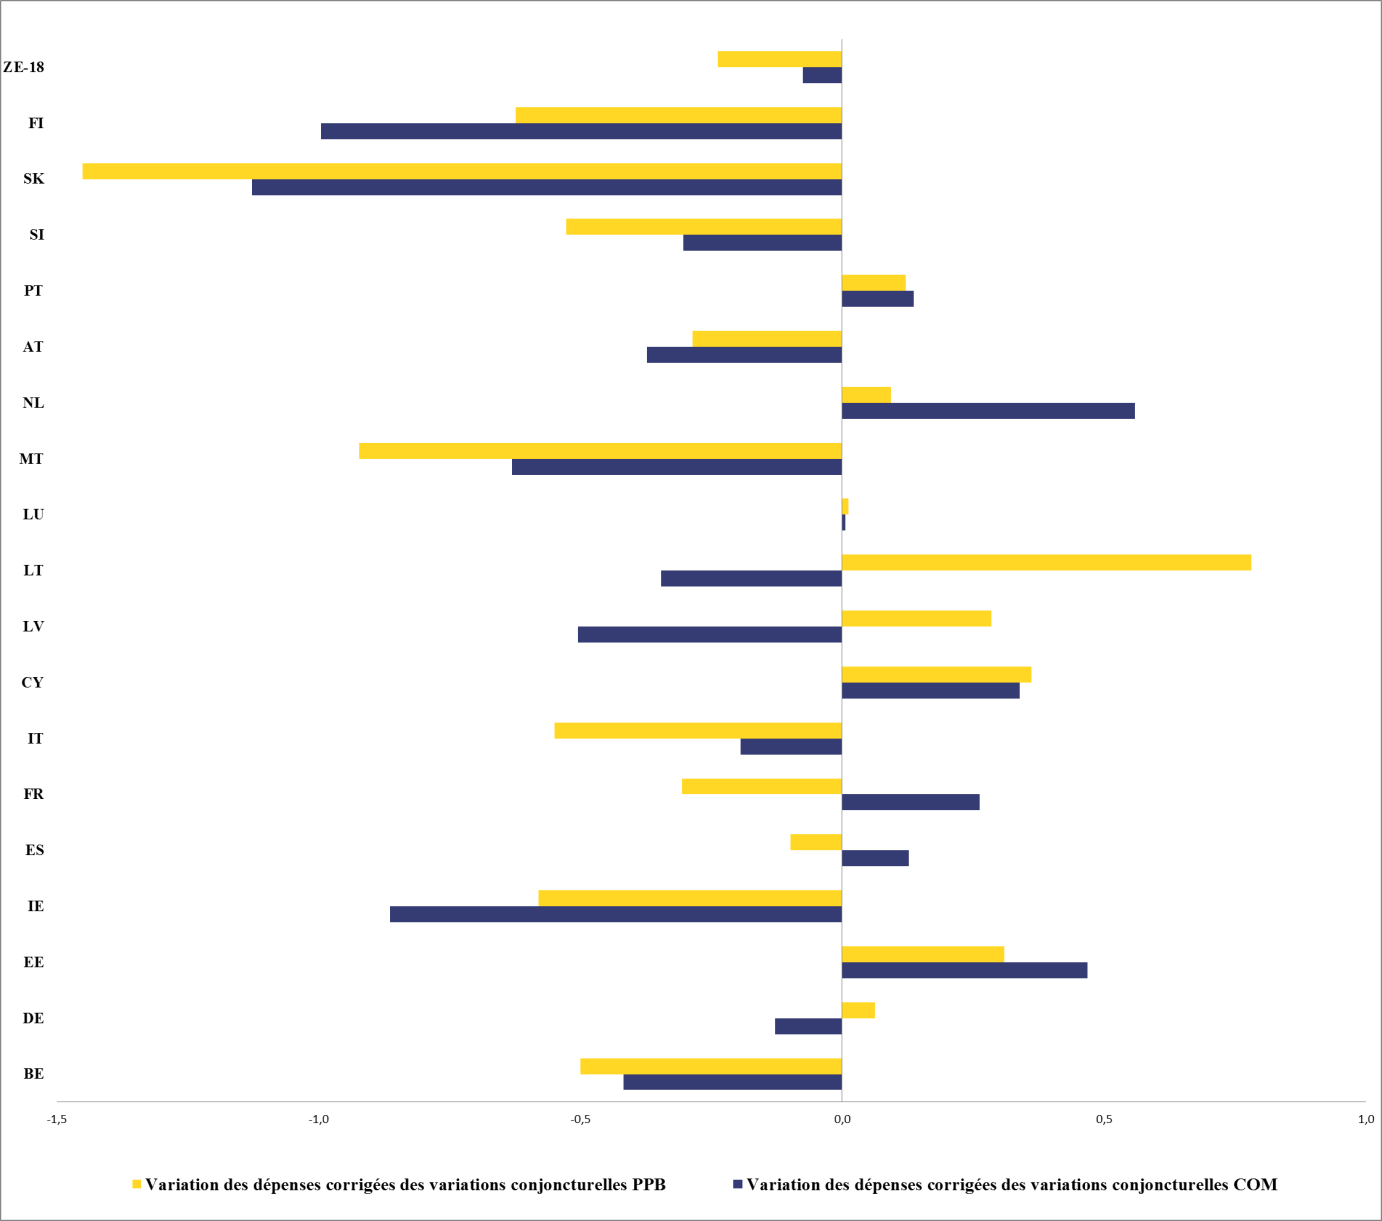 ZE-18
FI
SK
SI
PT
AT
NL
MT
LU
LT
LV
CY
IT
FR
ES
IE
EE
DE
BE
-1,5 -1,0 -0,5 0,0 0,5 1,0
Variation des dépenses corrigées des variations conjoncturelles PPB Variation des dépenses corrigées des variations conjoncturelles COM